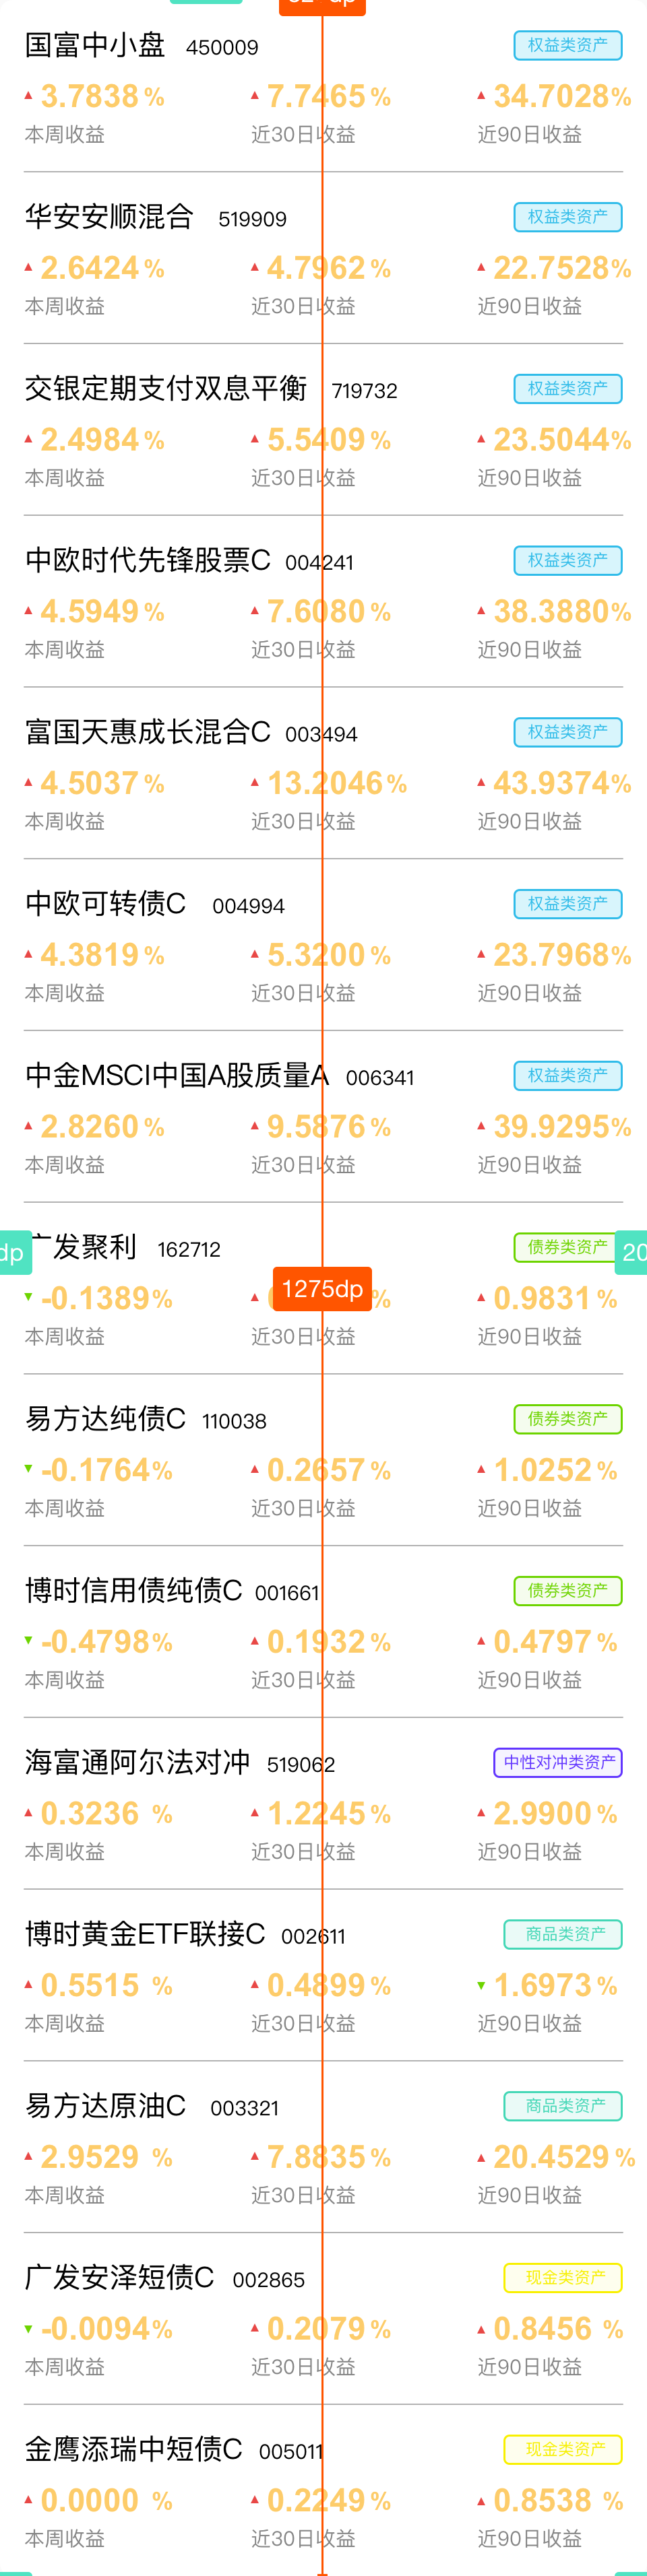 国富中小盘 450009 权益类资产
3.7838 % 7.7465 % 34.7028%
本周收益 近30日收益 近90日收益
华安安顺混合 519909 权益类资产
2.6424 % 4.7962 % 22.7528%
本周收益 近30日收益 近90日收益
交银定期支付双息平衡 719732 权益类资产
2.4984 % 5.5409 % 23.5044%
本周收益 近30日收益 近90日收益
中欧时代先锋股票C 004241 权益类资产
4.5949 % 7.6080 % 38.3880%
本周收益 近30日收益 近90日收益
富国天惠成长混合C 003494 权益类资产
4.5037 % 13.2046 % 43.9374%
本周收益 近30日收益 近90日收益
中欧可转债C 004994 权益类资产
4.3819 % 5.3200 % 23.7968%
本周收益 近30日收益 近90日收益
中金MSCI中国A股质量A 006341 权益类资产
2.8260 % 9.5876 % 39.9295%
本周收益 近30日收益 近90日收益
dp 广发聚利 162712 债券类资产 20
-0.1389 % 1275dp % 0.9831 %
本周收益 近30日收益 近90日收益
易方达纯债C 110038 债券类资产
-0.1764 % 0.2657 % 1.0252 %
本周收益 近30日收益 近90日收益
博时信用债纯债C 001661 债券类资产
-0.4798 % 0.1932 % 0.4797 %
本周收益 近30日收益 近90日收益
海富通阿尔法对冲 519062 中性对冲类资产
0.3236 % 1.2245 % 2.9900 %
本周收益 近30日收益 近90日收益
博时黄金ETF联接C 002611 商品类资产
0.5515 % 0.4899 % 1.6973 %
本周收益 近30日收益 近90日收益
易方达原油C 003321 商品类资产
2.9529 % 7.8835 % 20.4529 %
本周收益 近30日收益 近90日收益
广发安泽短债C 002865 现金类资产
-0.0094 % 0.2079 % 0.8456 %
本周收益 近30日收益 近90日收益
金鹰添瑞中短债C 005011 现金类资产
0.0000 % 0.2249 % 0.8538 %
本周收益 近30日收益 近90日收益